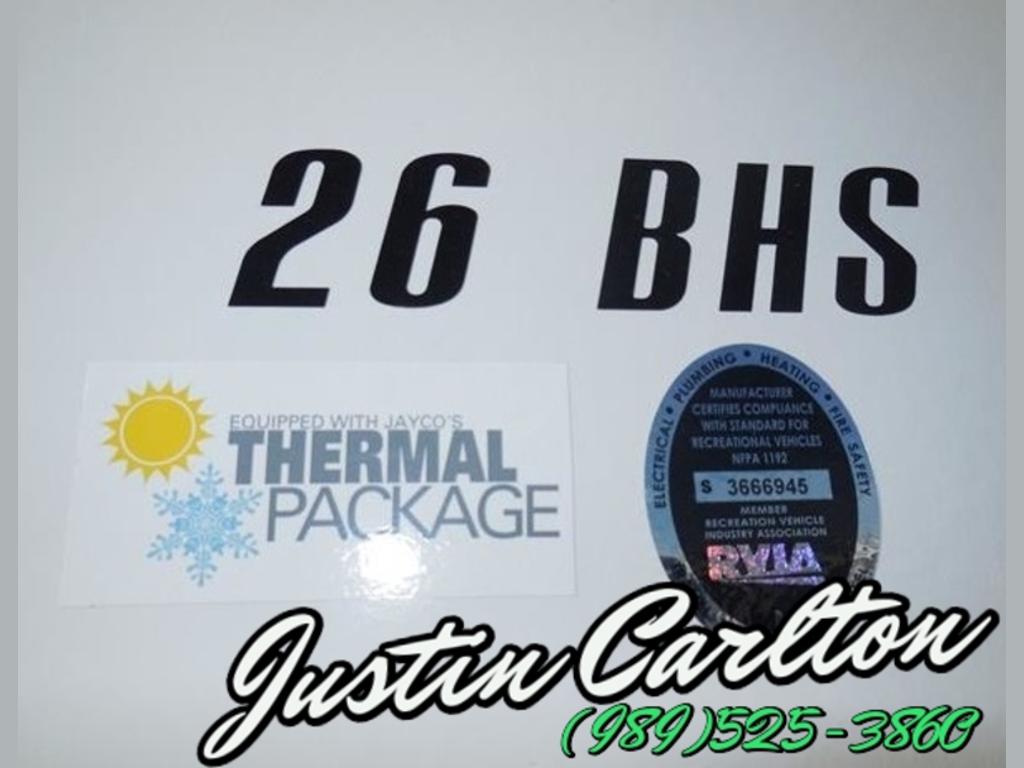 26 BHS
EQUIPPED WITH JAYCO'S
THERMAL
PACKAGE
ELECTRICAL • PLUMBING • HEATING • FIRE SAFETY
MANUFACTURER
CERTIFIES COMPLIANCE
WITH STANDARD FOR
RECREATIONAL VEHICLES
NFPA 1192
S 3666945
MEMBER
RECREATION VEHICLE
INDUSTRY ASSOCIATION
RVIA
Justin Carlton
(989)525-3860